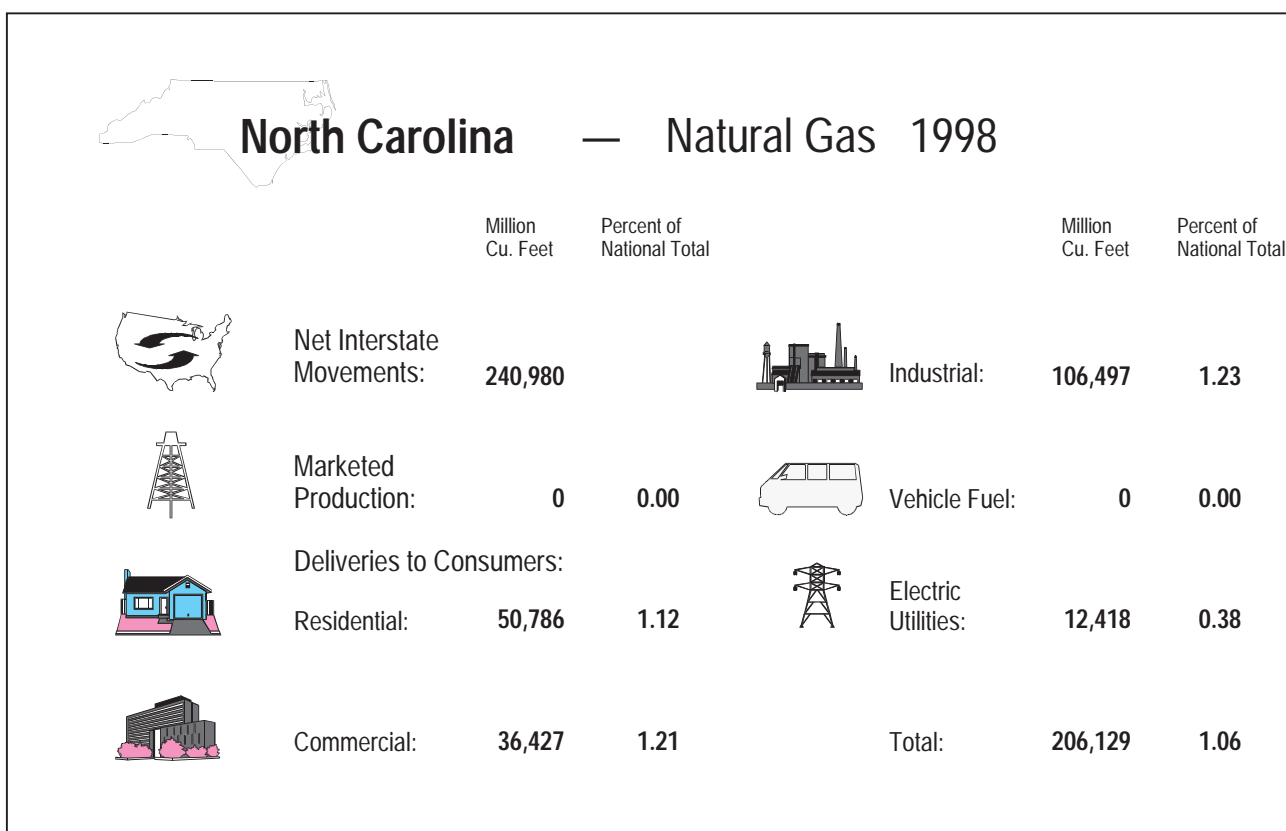 North Carolina — Natural Gas 1998
Million
Cu. Feet
Percent of
National Total
Net Interstate
Movements: 240,980
Marketed
Production: 0 0.00
Deliveries to Consumers:
Residential: 50,786 1.12
Commercial: 36,427 1.21
Million
Cu. Feet
Percent of
National Total
Industrial: 106,497 1.23
Vehicle Fuel: 0 0.00
Electric
Utilities: 12,418 0.38
Total: 206,129 1.06